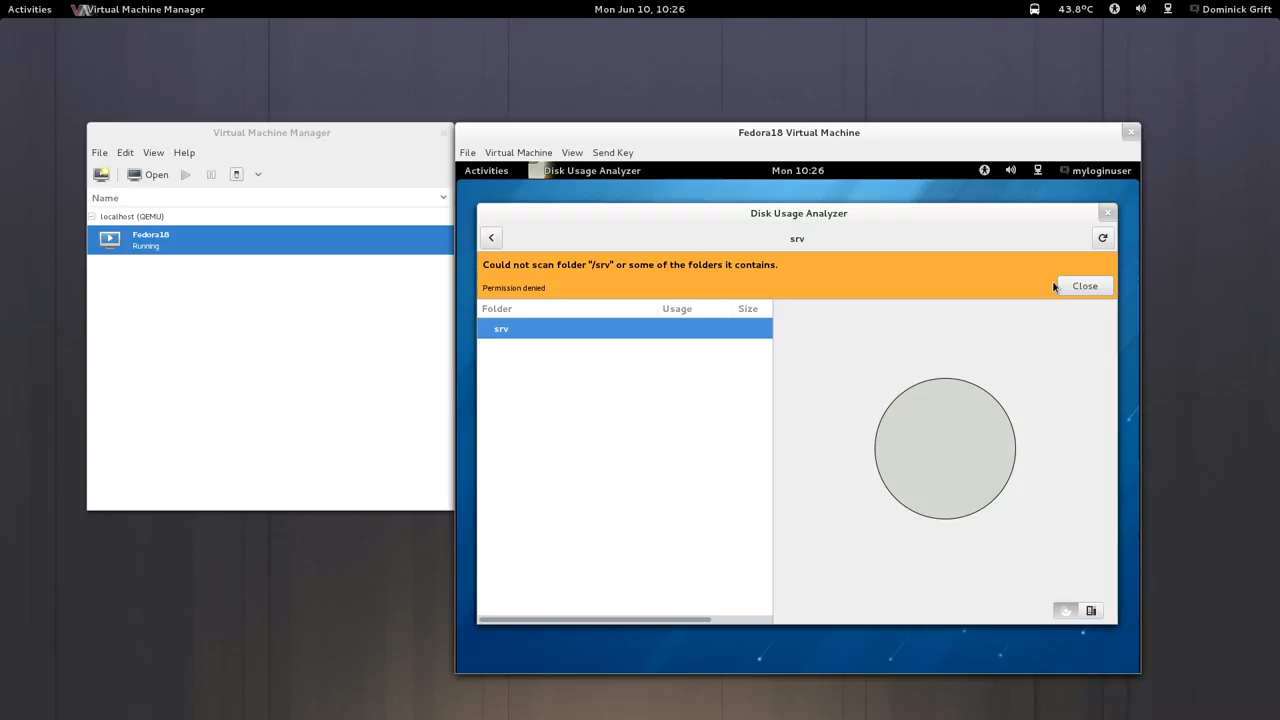 Activities Virtual Machine Manager Mon Jun 10, 10:26 43.8ºC Dominick Grift
Virtual Machine Manager
File Edit View Help
Open
Name
localhost (QEMU)
Fedora18
Running
Fedora18 Virtual Machine
File Virtual Machine View Send Key
Activities Disk Usage Analyzer Mon 10:26 myloginuser
Disk Usage Analyzer
srv
Could not scan folder "/srv" or some of the folders it contains.
Permission denied
Close
Folder Usage Size
srv